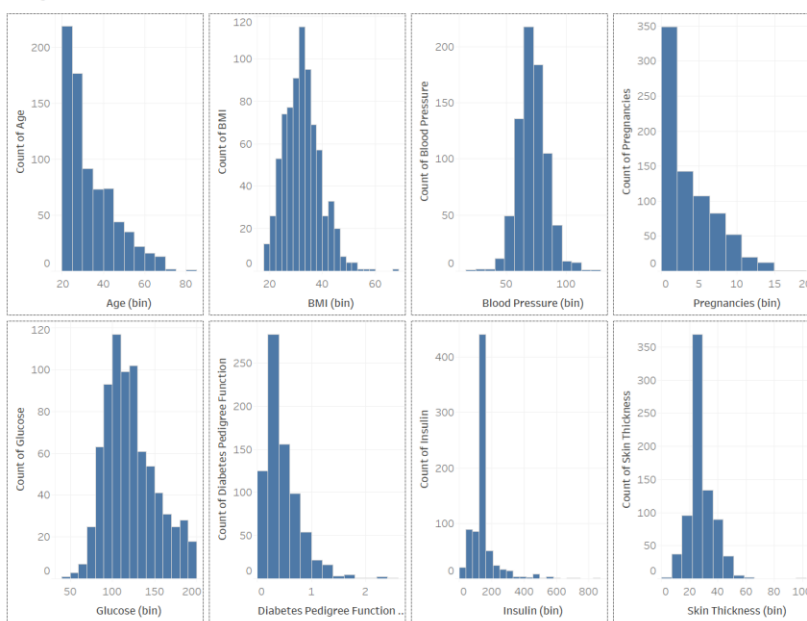 Count of Age
200
150
100
50
0
20 40 60 80
Age (bin)
Count of BMI
120
100
80
60
40
20
0
20 40 60
BMI (bin)
Count of Blood Pressure
200
150
100
50
0
50 100
Blood Pressure (bin)
Count of Pregnancies
350
300
250
200
150
100
50
0
0 5 10 15 20
Pregnancies (bin)
Count of Glucose
120
100
80
60
40
20
0
50 100 150 200
Glucose (bin)
Count of Diabetes Pedigree Function
250
200
150
100
50
0
0 1 2
Diabetes Pedigree Function ..
Count of Insulin
400
300
200
100
0
0 200 400 600 800
Insulin (bin)
Count of Skin Thickness
350
300
250
200
150
100
50
0
0 20 40 60 80 100
Skin Thickness (bin)